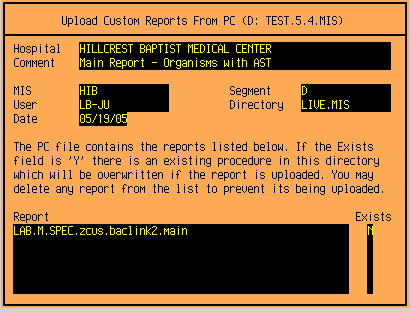 Upload Custom Reports From PC (D: TEST.5.4.MIS)
Hospital HILLCREST BAPTIST MEDICAL CENTER
Comment Main Report - Organisms with AST
MIS HIB Segment D
User LB-JU Directory LIVE.MIS
Date 05/19/05
The PC file contains the reports listed below. If the Exists
field is 'Y' there is an existing procedure in this directory
which will be overwritten if the report is uploaded. You may
delete any report from the list to prevent its being uploaded.
Report Exists
LAB.M.SPEC.zcus.baclink2.main N